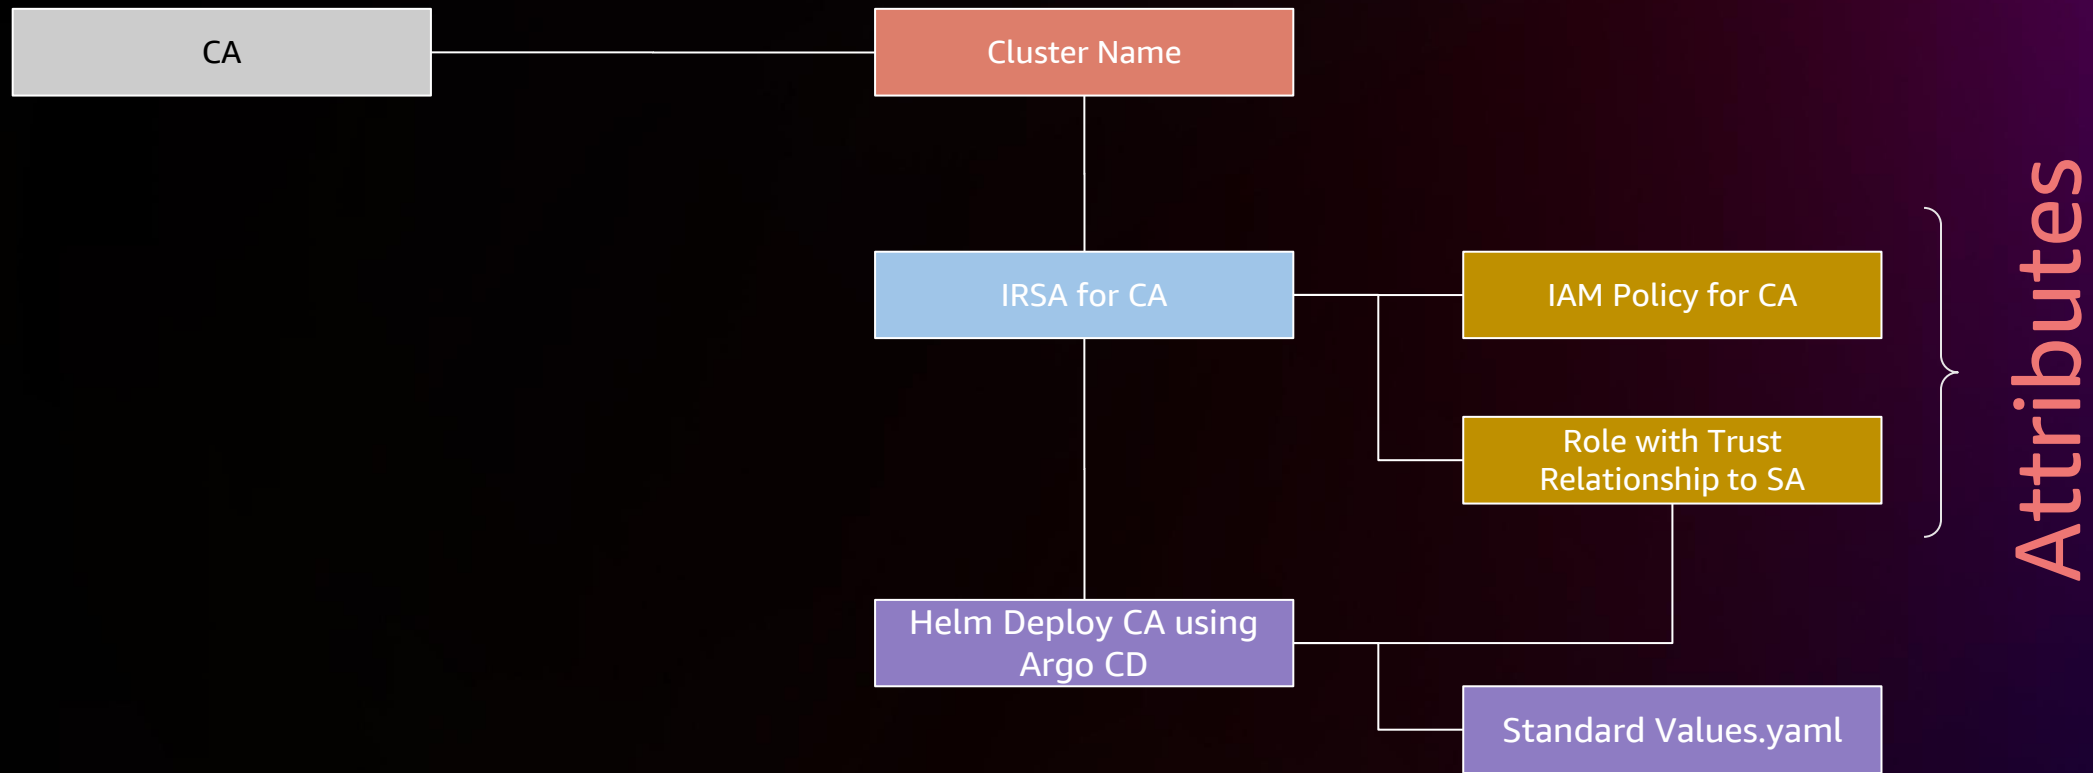 CA
Cluster Name
IRSA for CA
IAM Policy for CA
Role with Trust
Relationship to SA
Helm Deploy CA using
Argo CD
Standard Values.yaml
Attributes